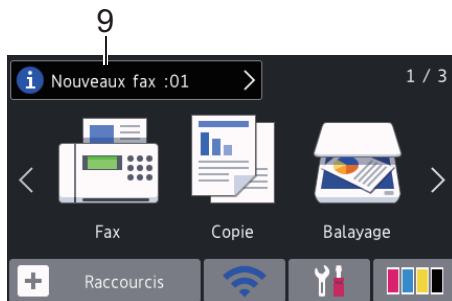 9
Nouveaux fax :01
1 / 3
Fax Copie Balayage
Raccourcis